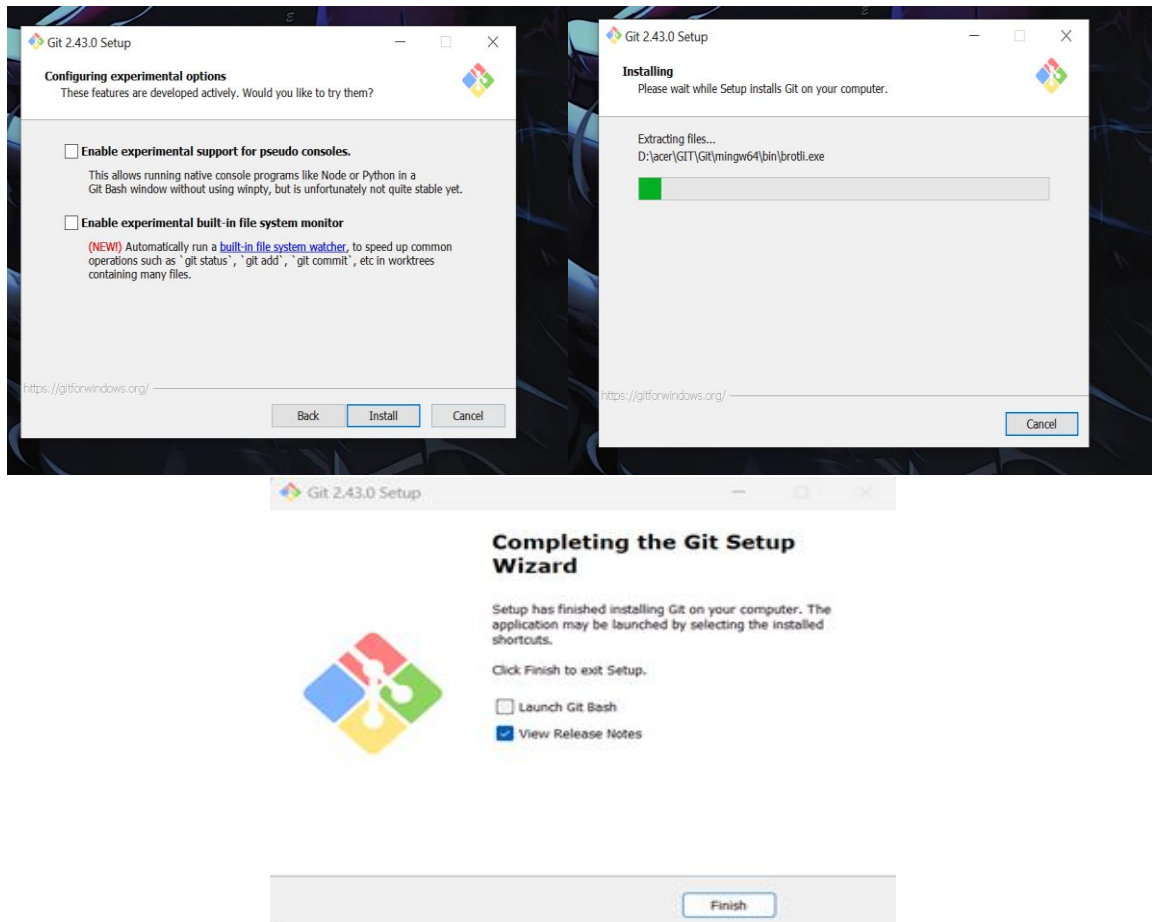 Git 2.43.0 Setup
Configuring experimental options
These features are developed actively. Would you like to try them?
Enable experimental support for pseudo consoles.
This allows running native console programs like Node or Python in a
Git Bash window without using winpty, but is unfortunately not quite stable yet.
Enable experimental built-in file system monitor
(NEW!) Automatically run a built-in file system watcher, to speed up common
operations such as `git status`, `git add`, `git commit`, etc in worktrees
containing many files.
https://gitforwindows.org/
Back
Install
Cancel
Git 2.43.0 Setup
Installing
Please wait while Setup installs Git on your computer.
Extracting files...
D:\acer\GIT\Git\mingw64\bin\brotli.exe
https://gitforwindows.org/
Cancel
Git 2.43.0 Setup
Completing the Git Setup
Wizard
Setup has finished installing Git on your computer. The
application may be launched by selecting the installed
shortcuts.
Click Finish to exit Setup.
Launch Git Bash
View Release Notes
Finish